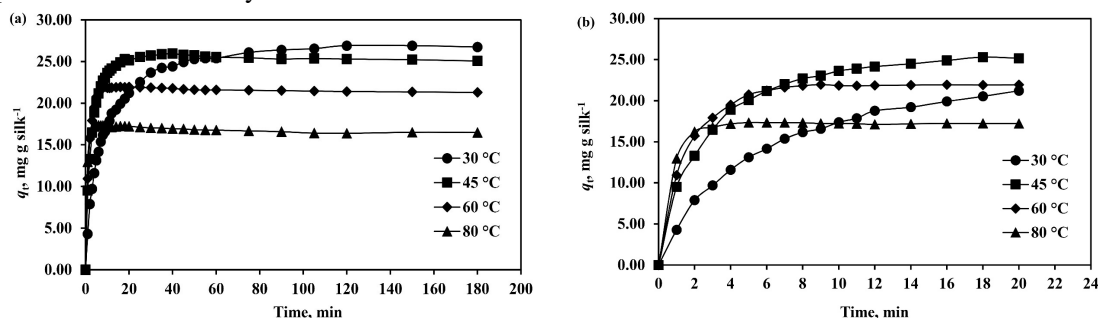 (a)
30.00
25.00
20.00
15.00
10.00
5.00
0.00
qt, mg g silk-1
0 20 40 60 80 100 120 140 160 180 200
Time, min
30 °C
45 °C
60 °C
80 °C
(b)
30.00
25.00
20.00
15.00
10.00
5.00
0.00
qt, mg g silk-1
0 2 4 6 8 10 12 14 16 18 20 22 24
Time, min
30 °C
45 °C
60 °C
80 °C